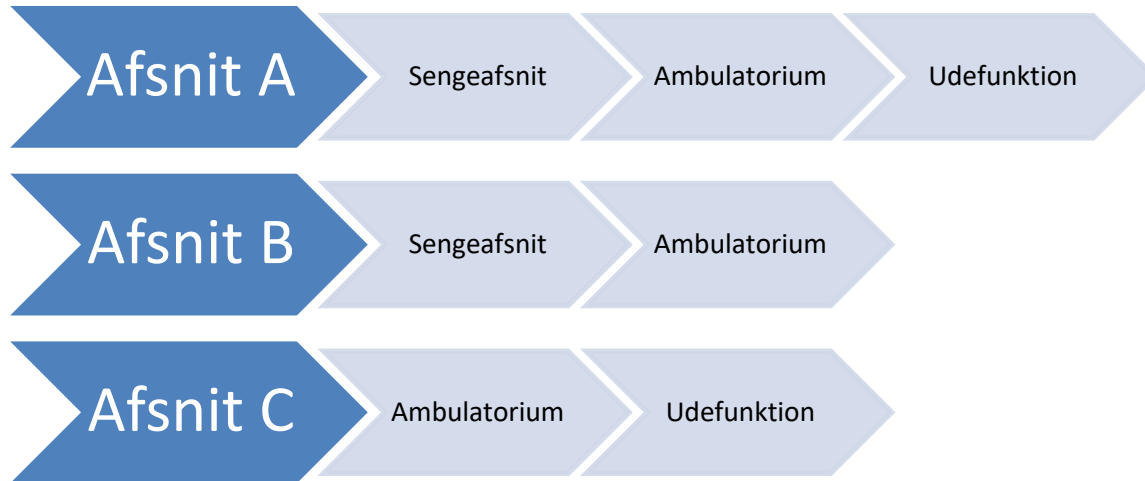 Afsnit A
Sengeafsnit
Ambulatorium
Udefunktion
Afsnit B
Sengeafsnit
Ambulatorium
Afsnit C
Ambulatorium
Udefunktion